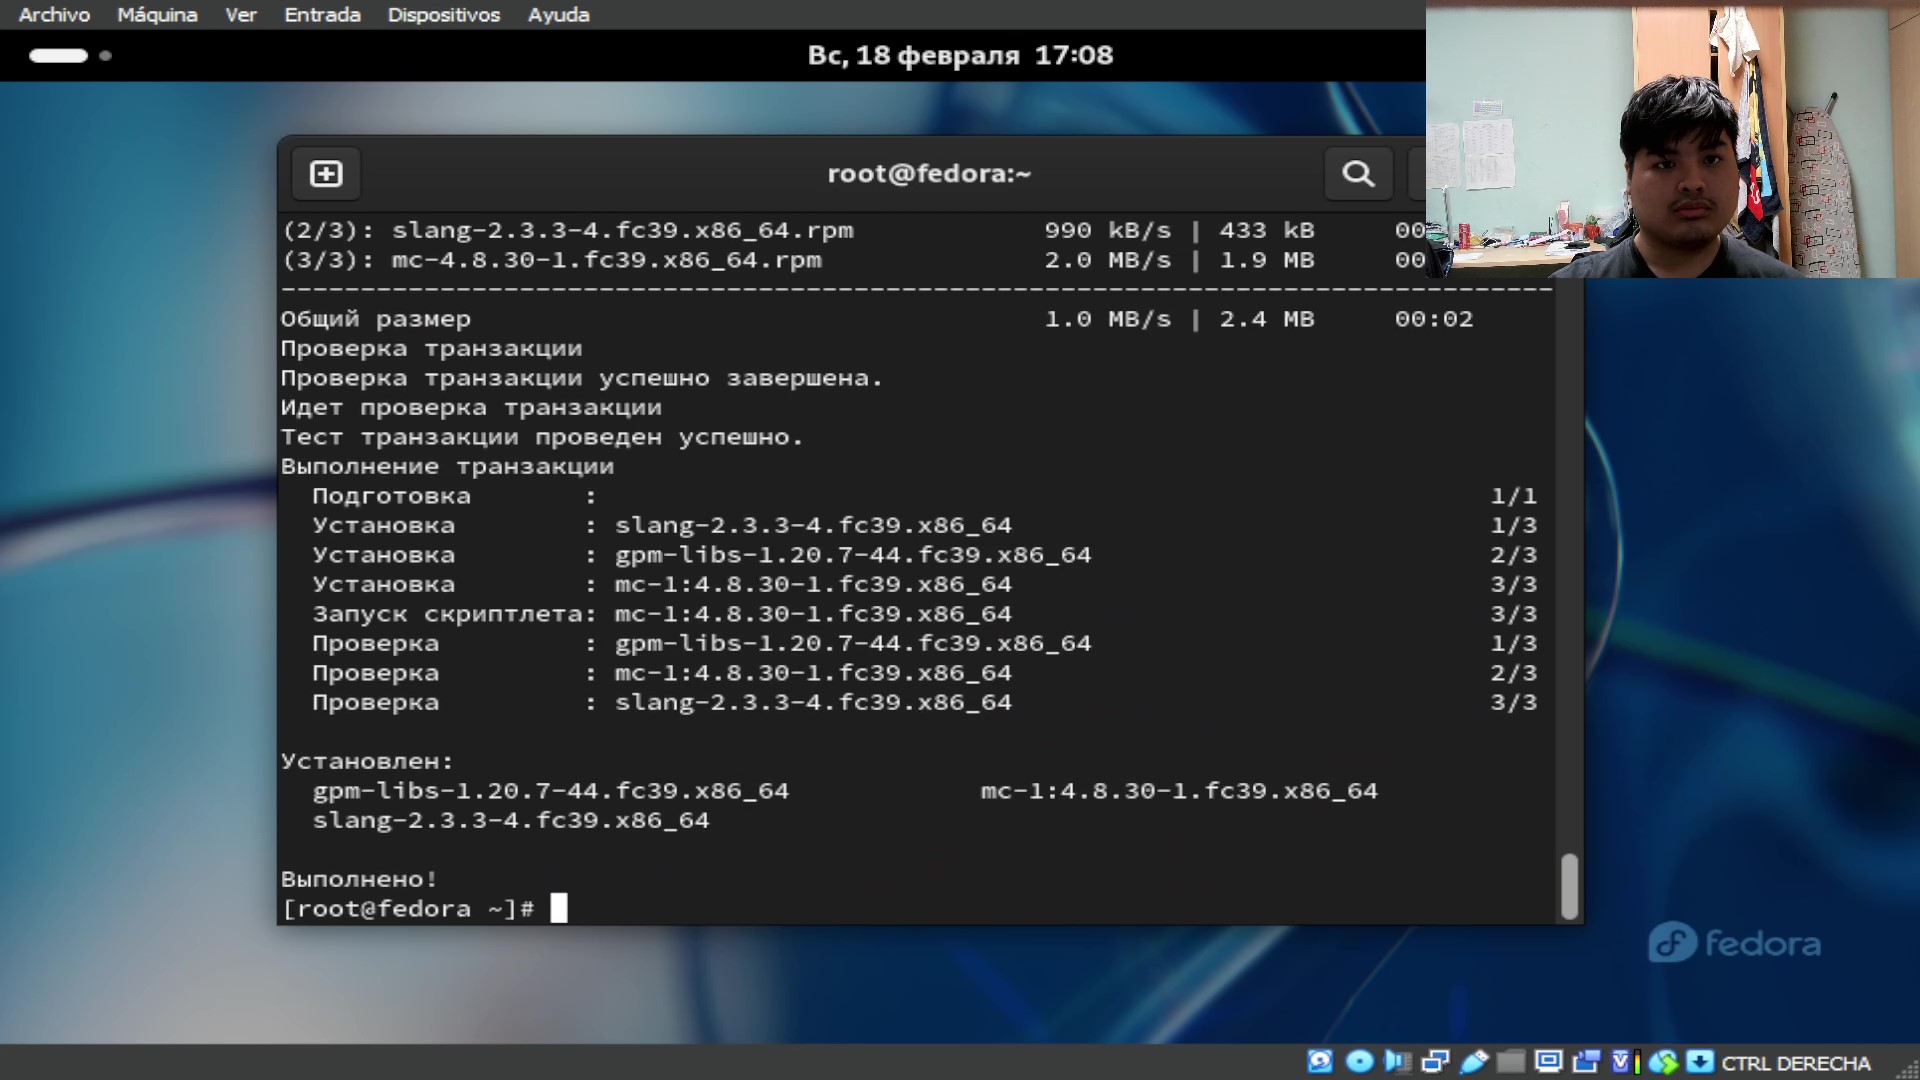 Archivo Máquina Ver Entrada Dispositivos Ayuda
Вс, 18 февраля 17:08
root@fedora:~
(2/3): slang-2.3.3-4.fc39.x86_64.rpm 990 kB/s | 433 kB 00
(3/3): mc-4.8.30-1.fc39.x86_64.rpm 2.0 MB/s | 1.9 MB 00
--------------------------------------------------------------------------------
Общий размер 1.0 MB/s | 2.4 MB 00:02
Проверка транзакции
Проверка транзакции успешно завершена.
Идет проверка транзакции
Тест транзакции проведен успешно.
Выполнение транзакции
Подготовка : 1/1
Установка : slang-2.3.3-4.fc39.x86_64 1/3
Установка : gpm-libs-1.20.7-44.fc39.x86_64 2/3
Установка : mc-1:4.8.30-1.fc39.x86_64 3/3
Запуск скриптлета: mc-1:4.8.30-1.fc39.x86_64 3/3
Проверка : gpm-libs-1.20.7-44.fc39.x86_64 1/3
Проверка : mc-1:4.8.30-1.fc39.x86_64 2/3
Проверка : slang-2.3.3-4.fc39.x86_64 3/3
Установлен:
gpm-libs-1.20.7-44.fc39.x86_64 mc-1:4.8.30-1.fc39.x86_64
slang-2.3.3-4.fc39.x86_64
Выполнено!
[root@fedora ~]#
fedora
CTRL DERECHA